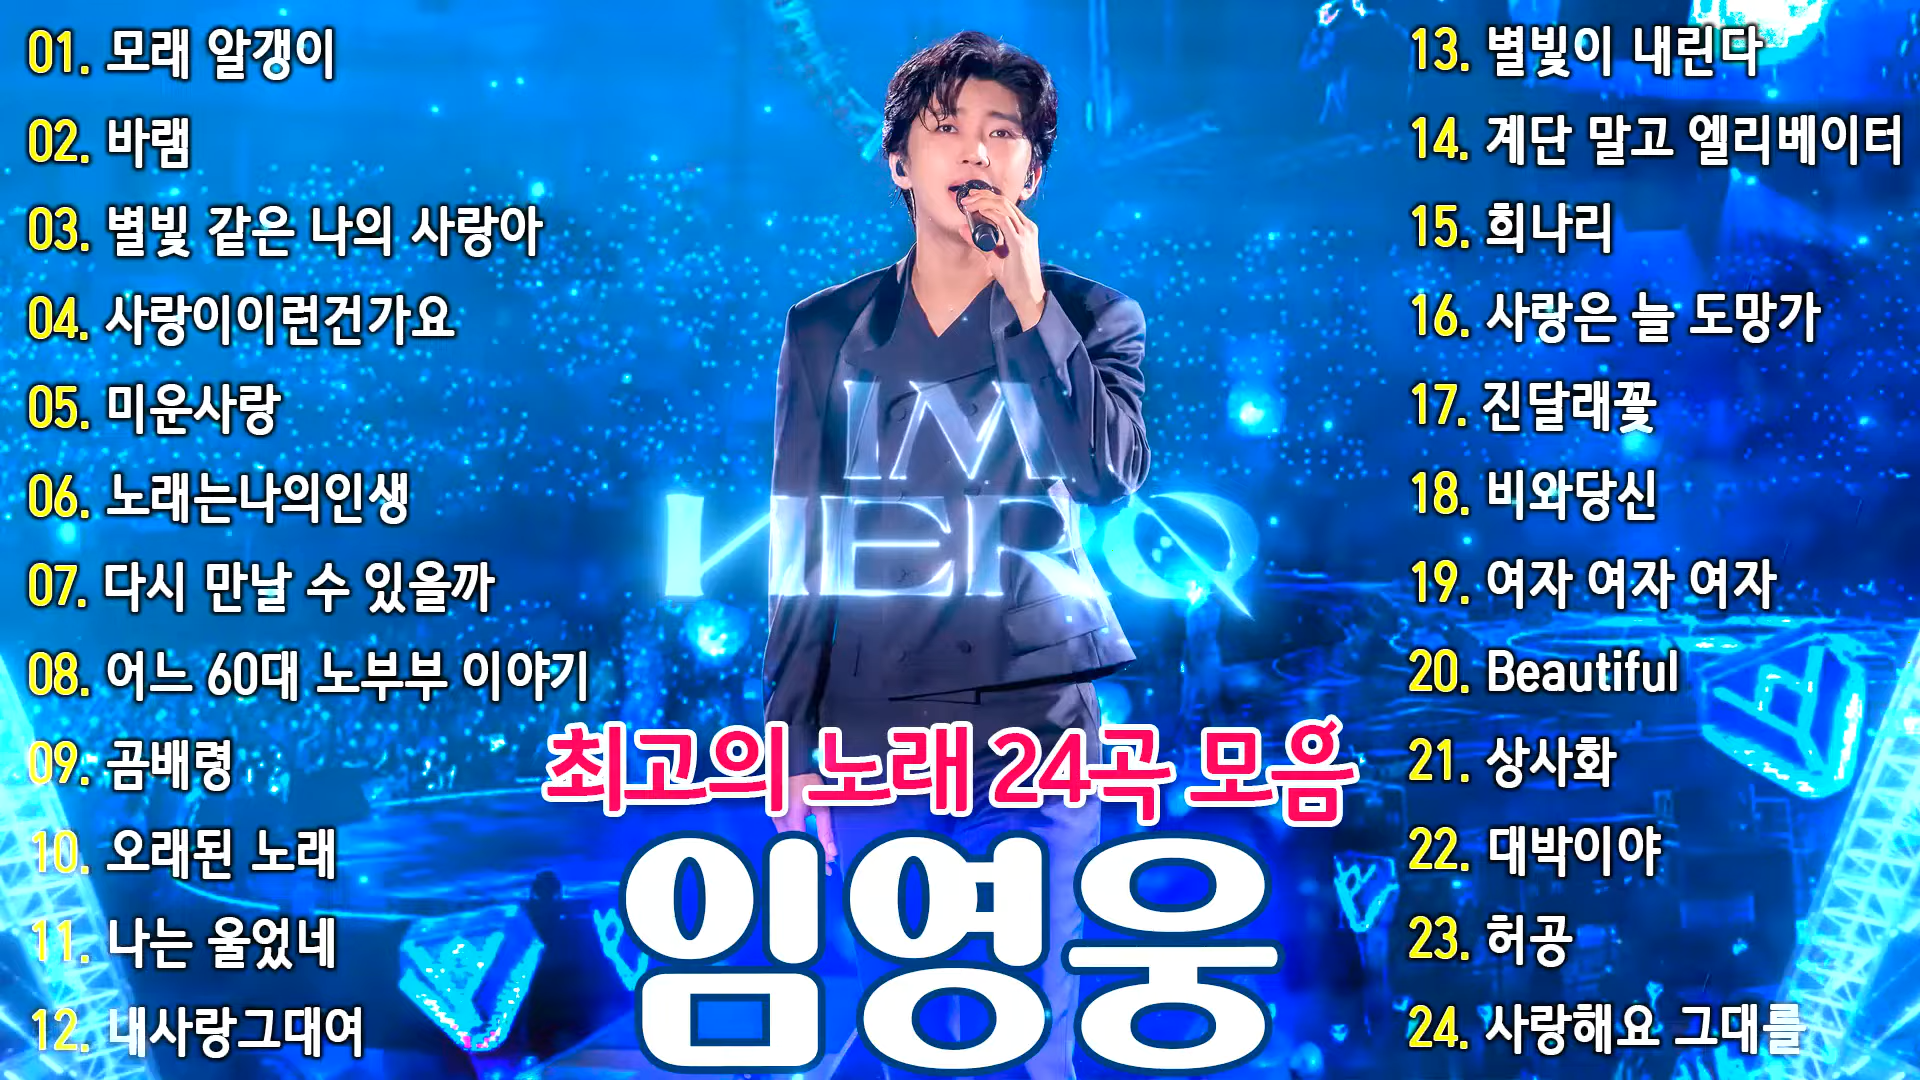 01. 모래 알갱이
02. 바램
03. 별빛 같은 나의 사랑아
04. 사랑이이런건가요
05. 미운사랑
06. 노래는나의인생
07. 다시 만날 수 있을까
08. 어느 60대 노부부 이야기
09. 곰배령
10. 오래된 노래
11. 나는 울었네
12. 내사랑그대여
IM
HERO
최고의 노래 24곡 모음
임영웅
13. 별빛이 내린다
14. 계단 말고 엘리베이터
15. 희나리
16. 사랑은 늘 도망가
17. 진달래꽃
18. 비와당신
19. 여자 여자 여자
20. Beautiful
21. 상사화
22. 대박이야
23. 허공
24. 사랑해요 그대를